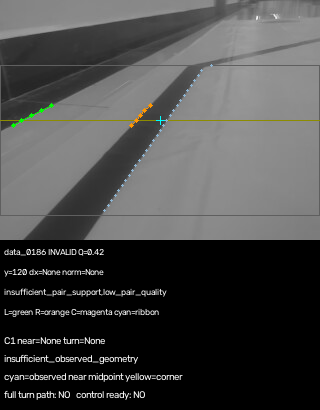 data_0186 INVALID Q=0.42
y=120 dx=None norm=None
insufficient_pair_support,low_pair_quality
L=green R=orange C=magenta cyan=ribbon
C1 near=None turn=None
insufficient_observed_geometry
cyan=observed near midpoint yellow=corner
full turn path: NO control ready: NO